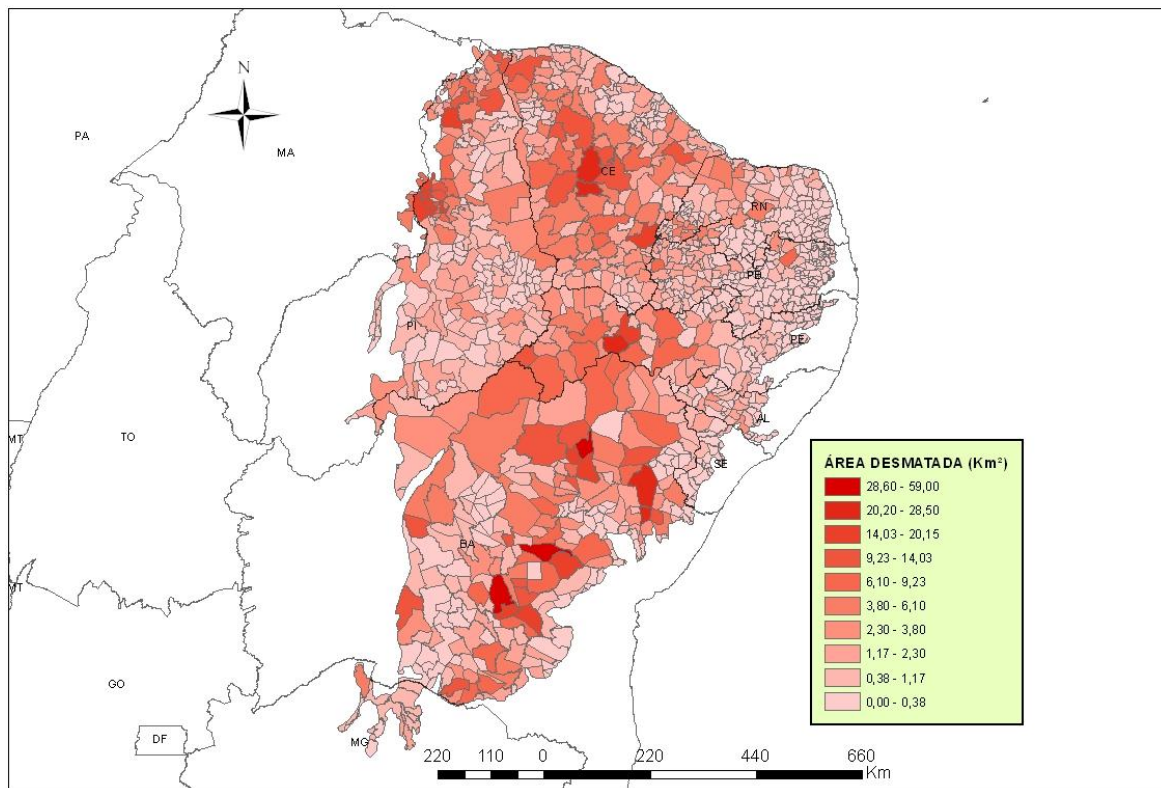 N
PA
MA
CE
RN
PB
PI
PE
AL
TO
MT
SE
BA
MT
GO
DF
MG
ÁREA DESMATADA (Km²)
28,60 - 59,00
20,20 - 28,50
14,03 - 20,15
9,23 - 14,03
6,10 - 9,23
3,80 - 6,10
2,30 - 3,80
1,17 - 2,30
0,38 - 1,17
0,00 - 0,38
220 110 0 220 440 660
Km